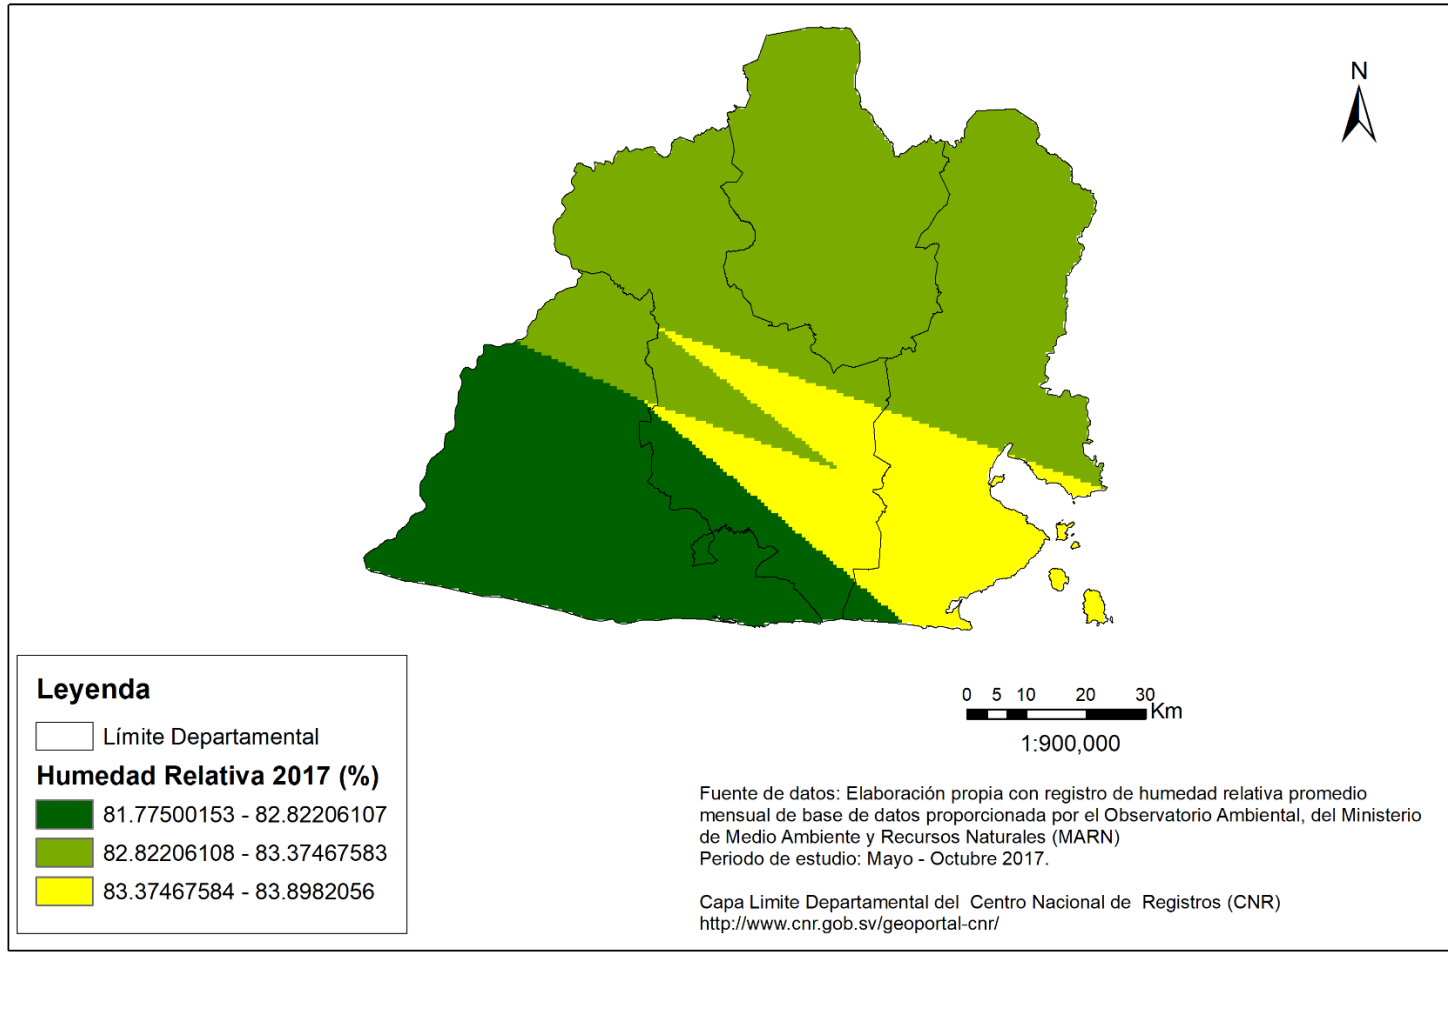 N
Leyenda
Límite Departamental
Humedad Relativa 2017 (%)
81.77500153 - 82.82206107
82.82206108 - 83.37467583
83.37467584 - 83.8982056
0 5 10 20 30
Km
1:900,000
Fuente de datos: Elaboración propia con registro de humedad relativa promedio
mensual de base de datos proporcionada por el Observatorio Ambiental, del Ministerio
de Medio Ambiente y Recursos Naturales (MARN)
Periodo de estudio: Mayo - Octubre 2017.
Capa Limite Departamental del Centro Nacional de Registros (CNR)
http://www.cnr.gob.sv/geoportal-cnr/